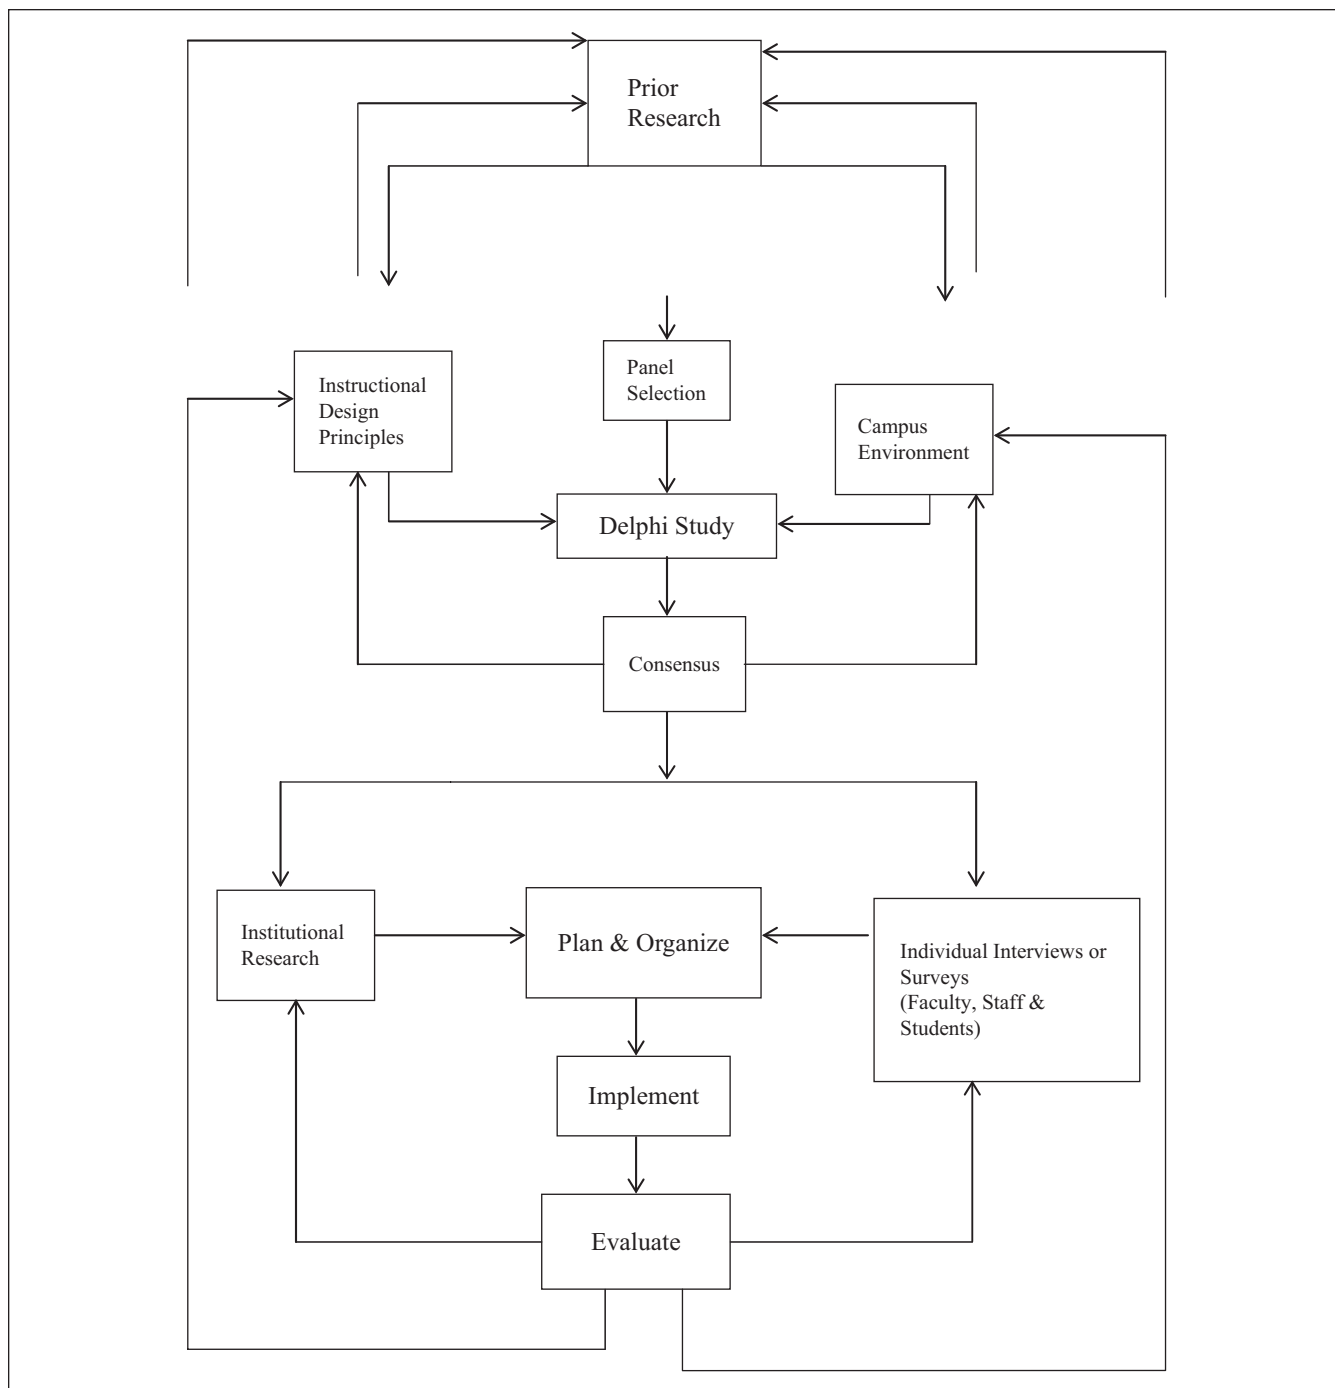 Prior
Research
Instructional
Design
Principles
Panel
Selection
Campus
Environment
Delphi Study
Consensus
Institutional
Research
Plan & Organize
Individual Interviews or
Surveys
(Faculty, Staff &
Students)
Implement
Evaluate